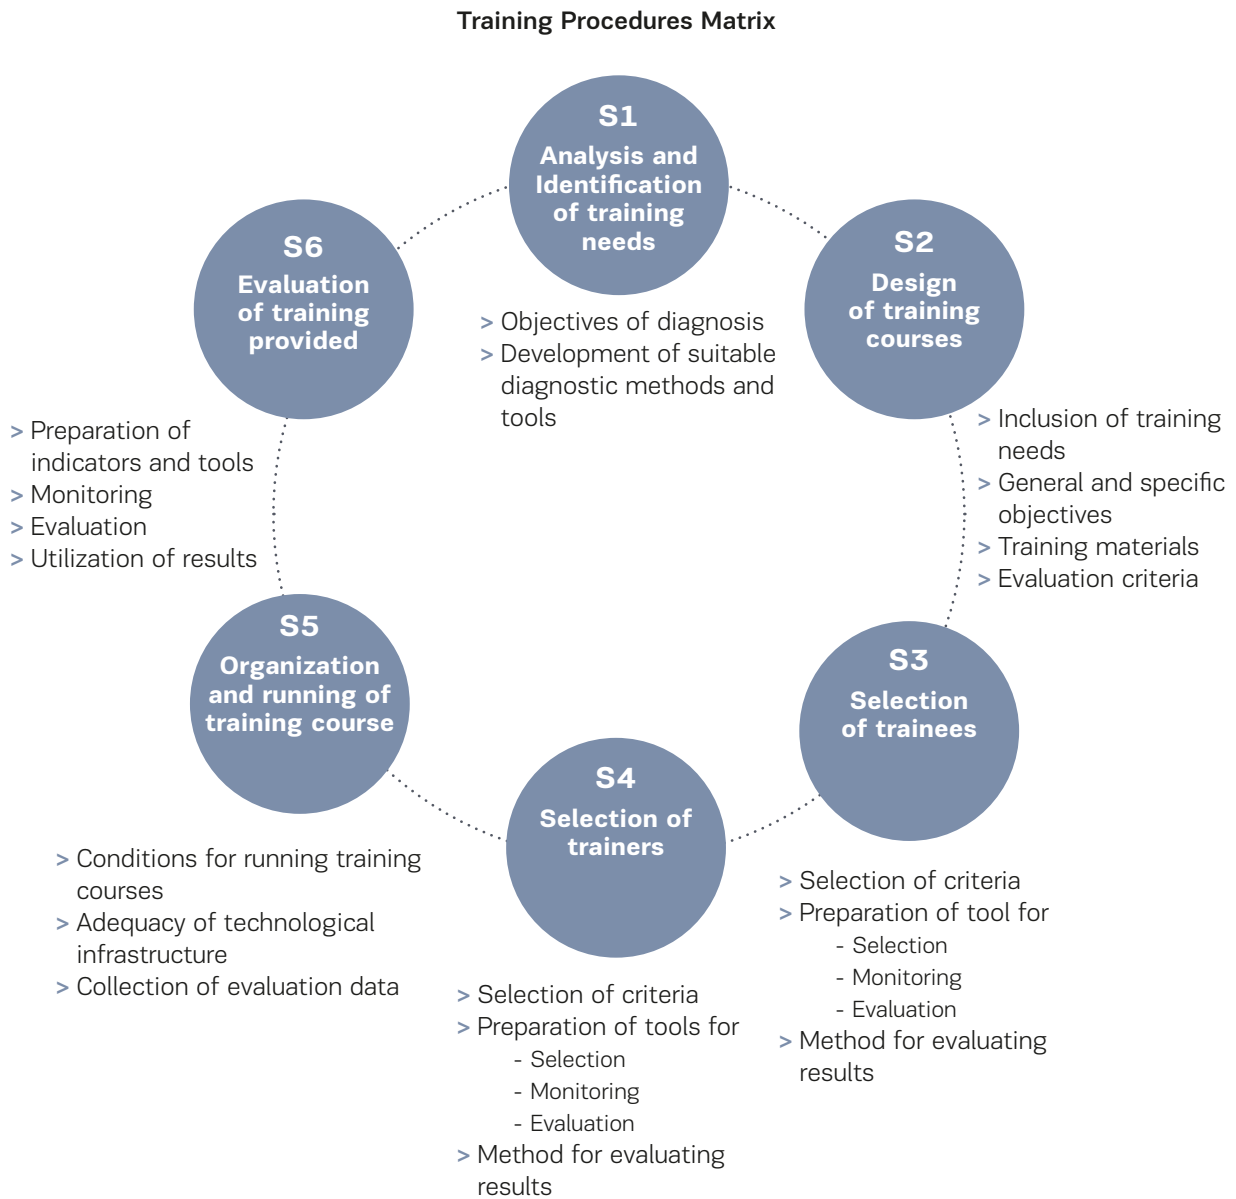 Training Procedures Matrix
S1
Analysis and
Identification
of training
needs
> Objectives of diagnosis
> Development of suitable
diagnostic methods and
tools
S2
Design
of training
courses
> Inclusion of training
needs
> General and specific
objectives
> Training materials
> Evaluation criteria
S3
Selection
of trainees
> Selection of criteria
> Preparation of tool for
- Selection
- Monitoring
- Evaluation
> Method for evaluating
results
S4
Selection of
trainers
> Selection of criteria
> Preparation of tools for
- Selection
- Monitoring
- Evaluation
> Method for evaluating
results
S5
Organization
and running of
training course
> Conditions for running training
courses
> Adequacy of technological
infrastructure
> Collection of evaluation data
S6
Evaluation
of training
provided
> Preparation of
indicators and tools
> Monitoring
> Evaluation
> Utilization of results